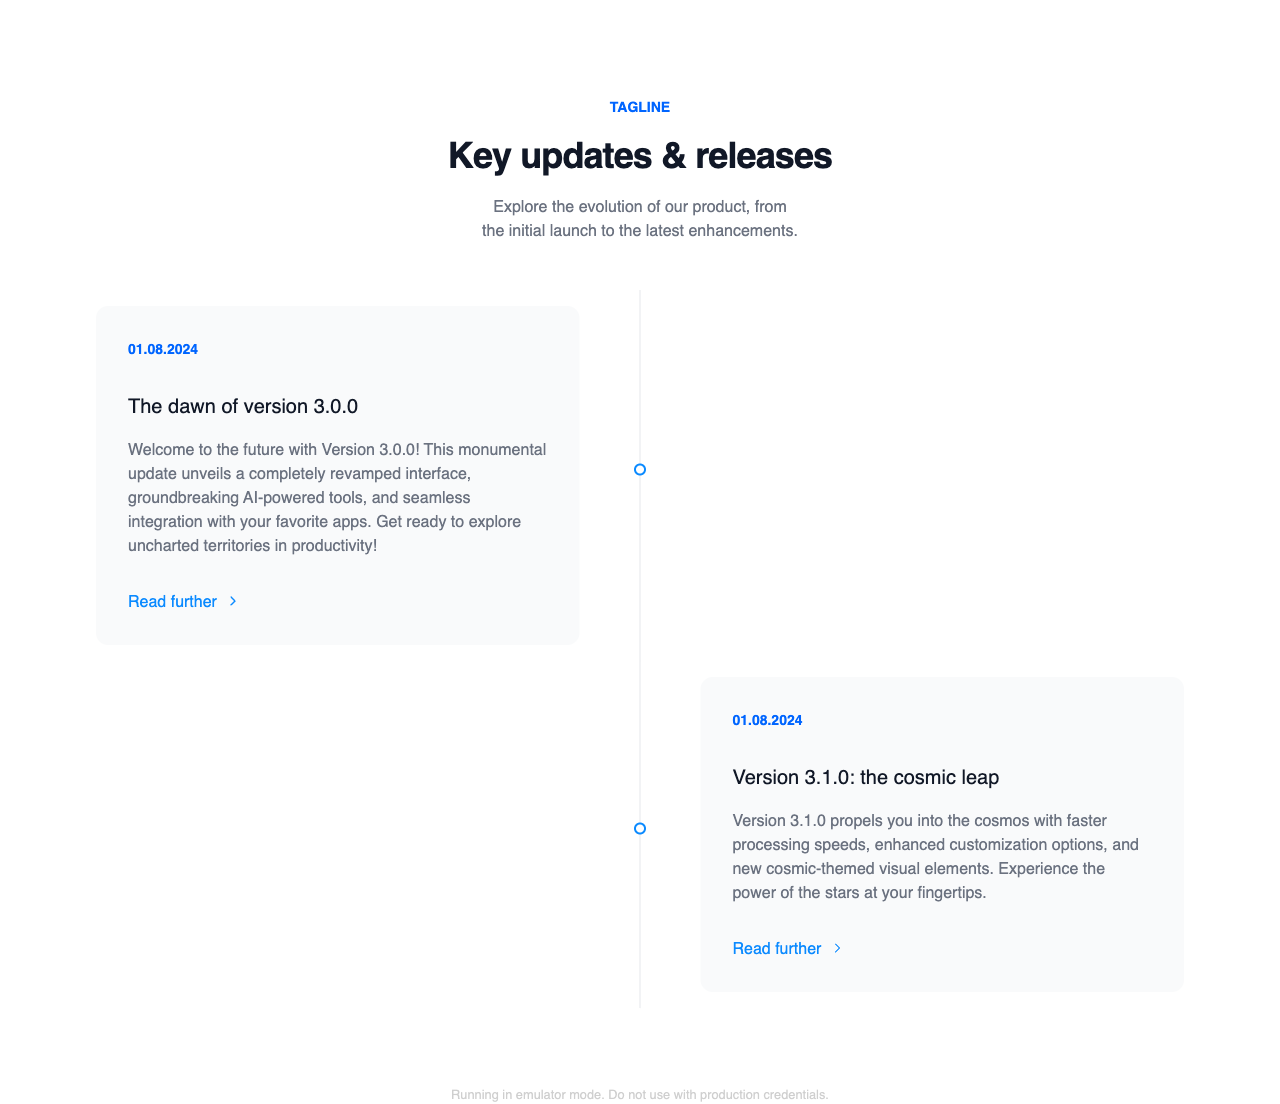 TAGLINE
Key updates & releases
Explore the evolution of our product, from
the initial launch to the latest enhancements.
01.08.2024
The dawn of version 3.0.0
Welcome to the future with Version 3.0.0! This monumental
update unveils a completely revamped interface,
groundbreaking AI-powered tools, and seamless
integration with your favorite apps. Get ready to explore
uncharted territories in productivity!
Read further
01.08.2024
Version 3.1.0: the cosmic leap
Version 3.1.0 propels you into the cosmos with faster
processing speeds, enhanced customization options, and
new cosmic-themed visual elements. Experience the
power of the stars at your fingertips.
Read further
Running in emulator mode. Do not use with production credentials.